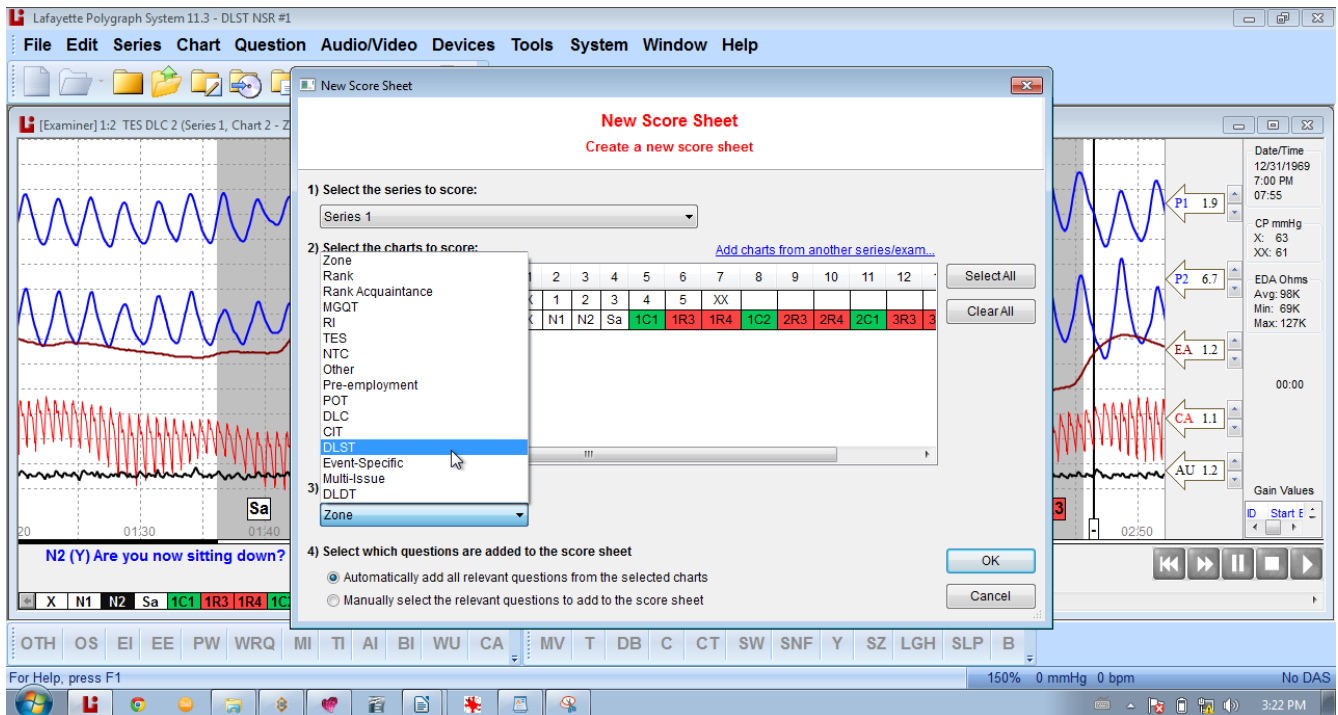 Lafayette Polygraph System 11.3 - DLST NSR #1
File Edit Series Chart Question Audio/Video Devices Tools System Window Help
New Score Sheet
[Examiner] 1:2 TES DLC 2 (Series 1, Chart 2 - Z
New Score Sheet
Create a new score sheet
1) Select the series to score:
Series 1
2) Select the charts to score:
Add charts from another series/exam...
2 3 4 5 6 7 8 9 10 11 12
1 2 3 4 5 XX
N1 N2 Sa 1C1 1R3 1R4 1C2 2R3 2R4 2C1 3R3 3
Select All
Clear All
Zone
Rank
Rank Acquaintance
MGQT
RI
TES
NTC
Other
Pre-employment
POT
DLC
CIT
DLST
Event-Specific
Multi-Issue
DLDT
3)
Zone
4) Select which questions are added to the score sheet
Automatically add all relevant questions from the selected charts
Manually select the relevant questions to add to the score sheet
OK
Cancel
Date/Time
12/31/1969
7:00 PM
07:55
CP mmHg
X: 63
XX: 61
EDA Ohms
Avg: 98K
Min: 69K
Max: 127K
00:00
Gain Values
ID Start E
P1 1.9
P2 6.7
EA 1.2
CA 1.1
AU 1.2
Sa
3
-
20 01:30 01:40 02:50
N2 (Y) Are you now sitting down?
X N1 N2 Sa 1C1 1R3 1R4 1C
OTH OS EI EE PW WRQ MI TI AI BI WU CA MV T DB C CT SW SNF Y SZ LGH SLP B
For Help, press F1
150% 0 mmHg 0 bpm No DAS
3:22 PM